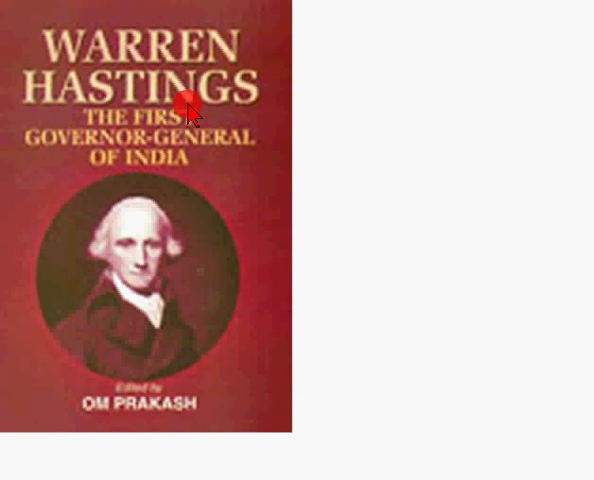 WARREN
HASTINGS
THE FIRST
GOVERNOR-GENERAL
OF INDIA
Edited by
OM PRAKASH